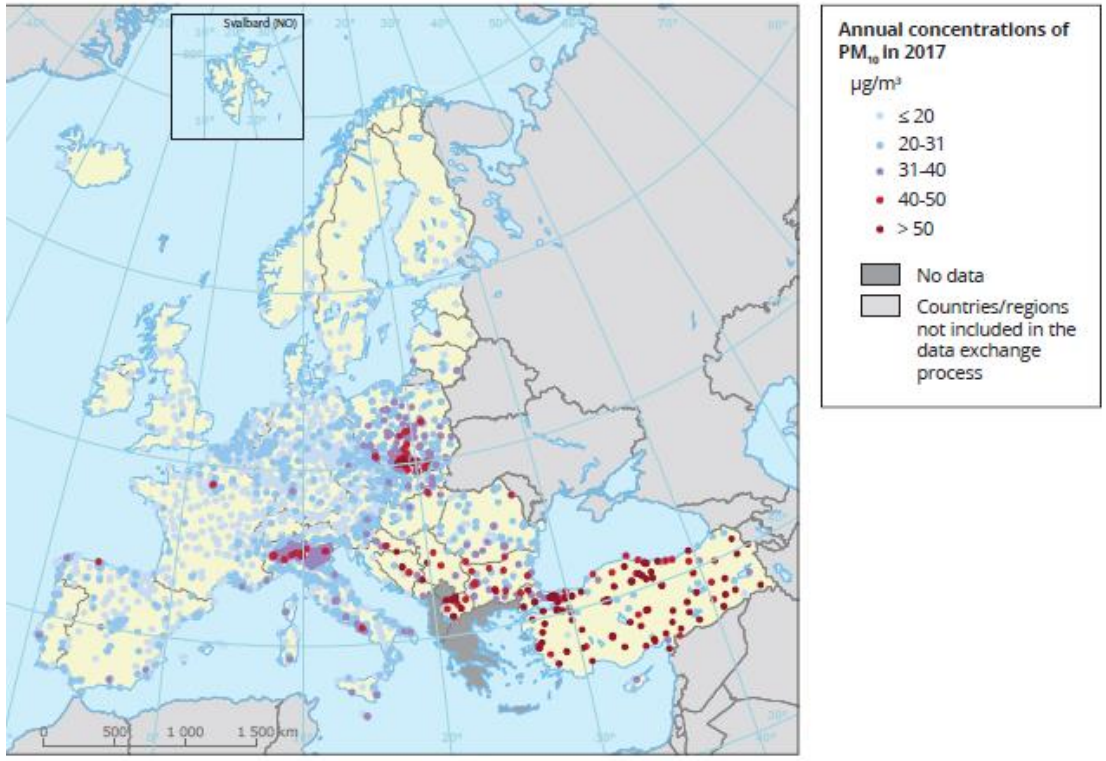 Svalbard (NO)
Annual concentrations of
PM₁₀ in 2017
µg/m³
≤ 20
20-31
31-40
40-50
> 50
No data
Countries/regions
not included in the
data exchange
process
0 500 1 000 1 500 km